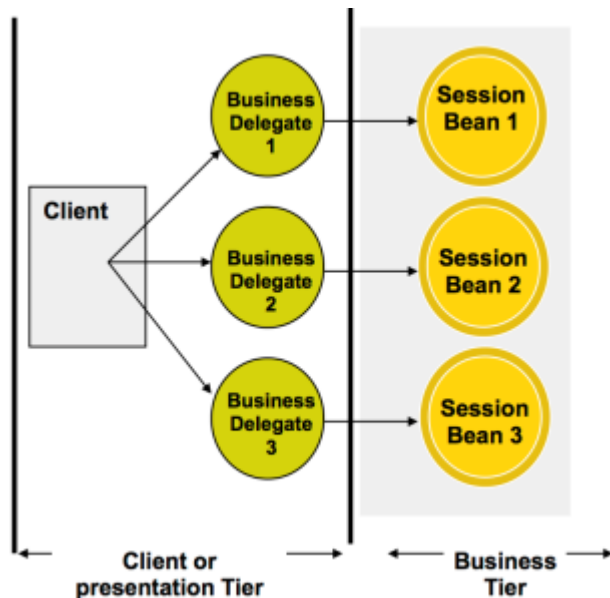 Business
Delegate
1
Session
Bean 1
Client
Business
Delegate
2
Session
Bean 2
Business
Delegate
3
Session
Bean 3
Client or
presentation Tier
Business
Tier